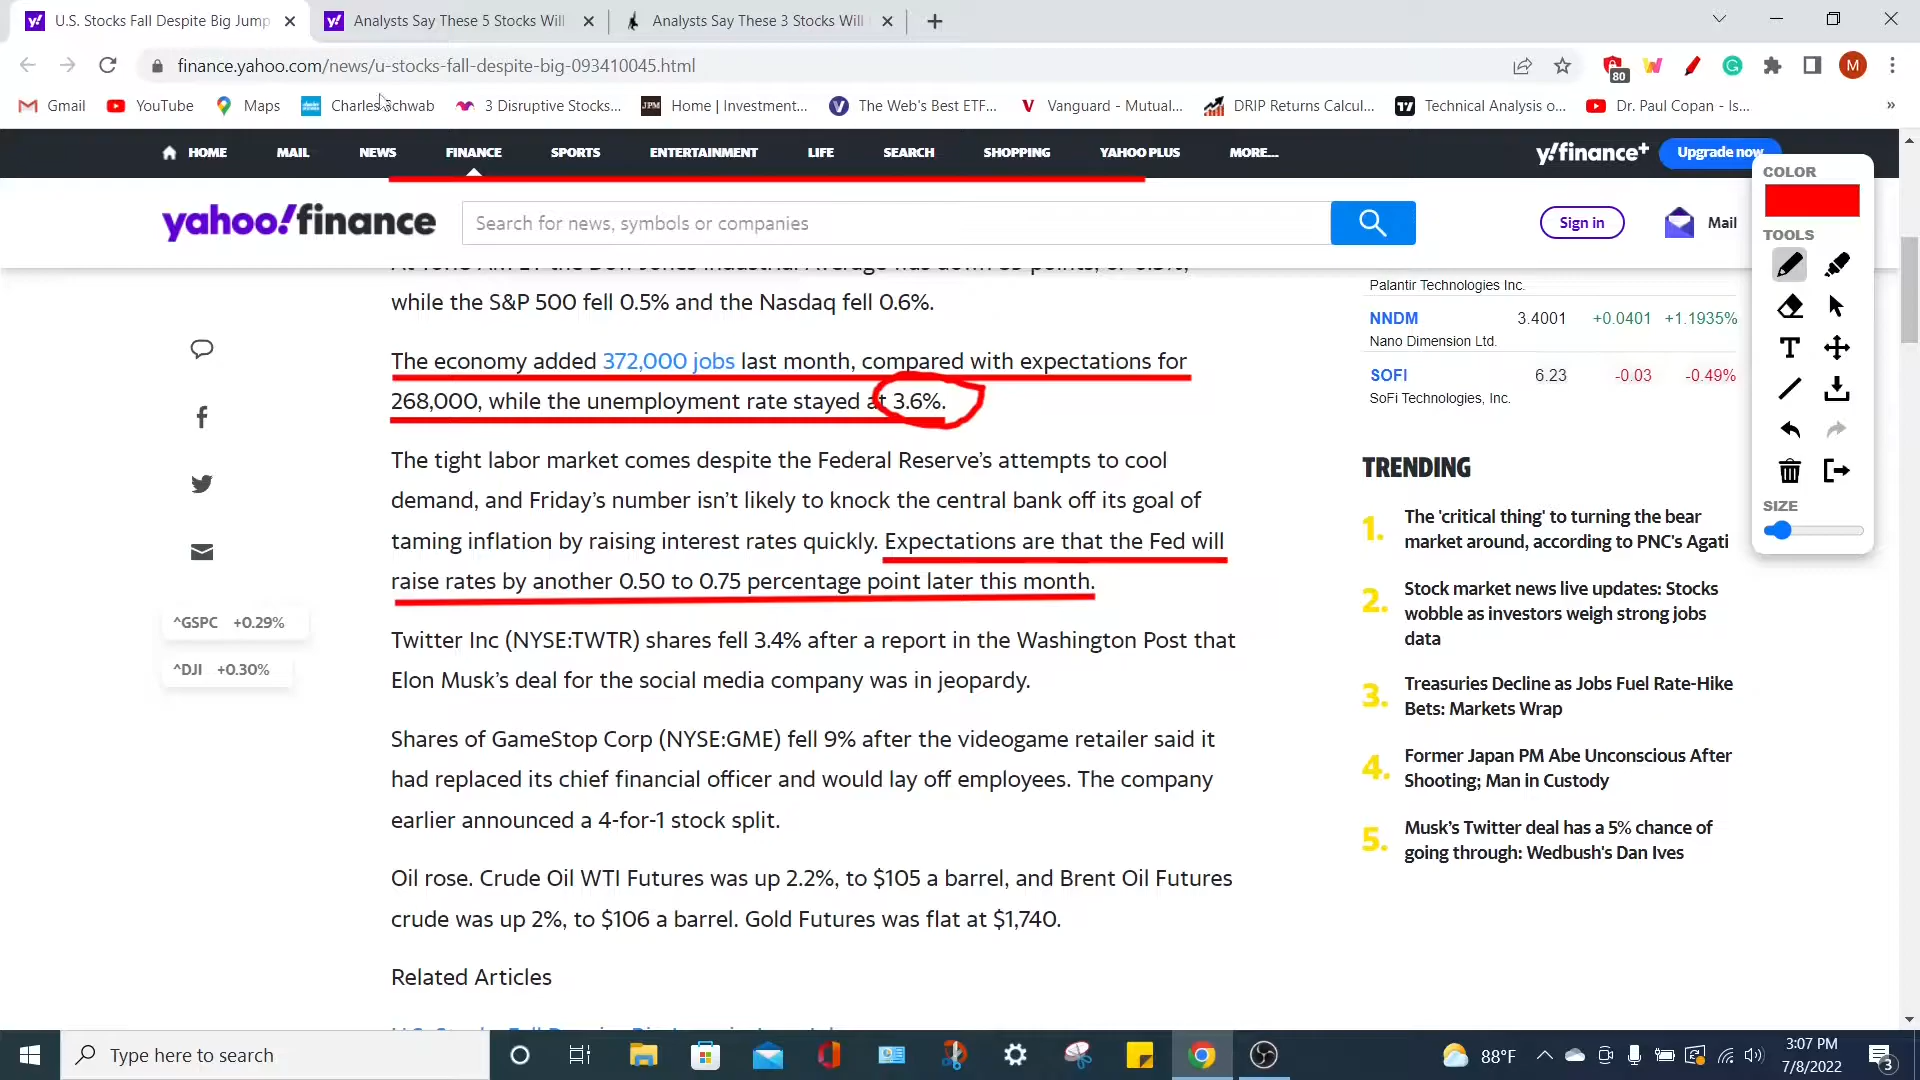 U.S. Stocks Fall Despite Big Jump
Analysts Say These 5 Stocks Will
Analysts Say These 3 Stocks Will
finance.yahoo.com/news/u-stocks-fall-despite-big-093410045.html
80
M
Gmail
YouTube
Maps
Charles Schwab
3 Disruptive Stocks...
Home | Investment...
The Web's Best ETF...
Vanguard - Mutual...
DRIP Returns Calcul...
Technical Analysis o...
Dr. Paul Copan - Is...
»
HOME
MAIL
NEWS
FINANCE
SPORTS
ENTERTAINMENT
LIFE
SEARCH
SHOPPING
YAHOO PLUS
MORE...
y!finance+
Upgrade now
yahoo!finance
Search for news, symbols or companies
Sign in
Mail
COLOR
TOOLS
SIZE
while the S&P 500 fell 0.5% and the Nasdaq fell 0.6%.
The economy added 372,000 jobs last month, compared with expectations for
268,000, while the unemployment rate stayed at 3.6%.
The tight labor market comes despite the Federal Reserve’s attempts to cool
demand, and Friday’s number isn’t likely to knock the central bank off its goal of
taming inflation by raising interest rates quickly. Expectations are that the Fed will
raise rates by another 0.50 to 0.75 percentage point later this month.
Twitter Inc (NYSE:TWTR) shares fell 3.4% after a report in the Washington Post that
Elon Musk’s deal for the social media company was in jeopardy.
Shares of GameStop Corp (NYSE:GME) fell 9% after the videogame retailer said it
had replaced its chief financial officer and would lay off employees. The company
earlier announced a 4-for-1 stock split.
Oil rose. Crude Oil WTI Futures was up 2.2%, to $105 a barrel, and Brent Oil Futures
crude was up 2%, to $106 a barrel. Gold Futures was flat at $1,740.
Related Articles
^GSPC +0.29%
^DJI +0.30%
Palantir Technologies Inc.
NNDM 3.4001 +0.0401 +1.1935%
Nano Dimension Ltd.
SOFI 6.23 -0.03 -0.49%
SoFi Technologies, Inc.
TRENDING
1. The 'critical thing' to turning the bear
market around, according to PNC's Agati
2. Stock market news live updates: Stocks
wobble as investors weigh strong jobs
data
3. Treasuries Decline as Jobs Fuel Rate-Hike
Bets: Markets Wrap
4. Former Japan PM Abe Unconscious After
Shooting; Man in Custody
5. Musk’s Twitter deal has a 5% chance of
going through: Wedbush's Dan Ives
Type here to search
88°F
3:07 PM
7/8/2022
3